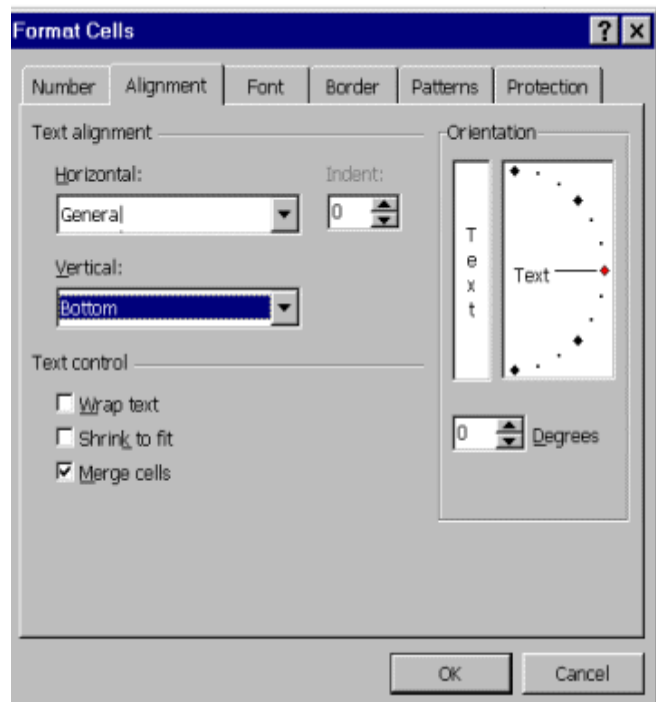 Format Cells
Number Alignment Font Border Patterns Protection
Text alignment
Horizontal:
General
Indent:
0
Vertical:
Bottom
Text control
Wrap text
Shrink to fit
Merge cells
Orientation
Text
Text
0 Degrees
OK Cancel